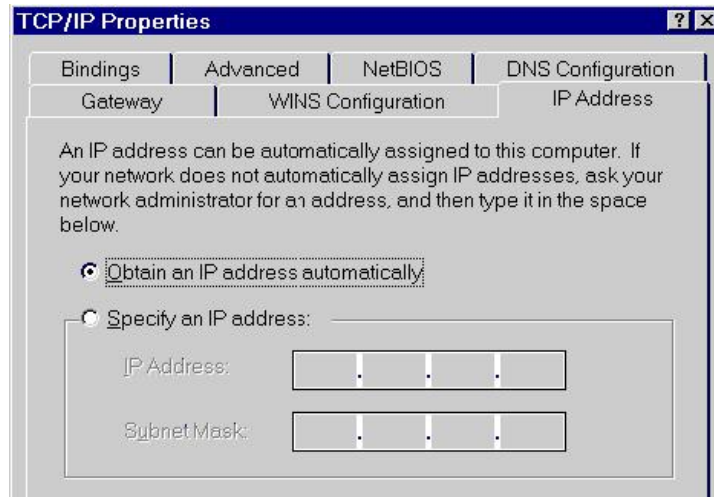 TCP/IP Properties
Bindings Advanced NetBIOS DNS Configuration
Gateway WINS Configuration IP Address
An IP address can be automatically assigned to this computer. If
your network does not automatically assign IP addresses, ask your
network administrator for an address, and then type it in the space
below.
Obtain an IP address automatically
Specify an IP address:
IP Address:
Subnet Mask: